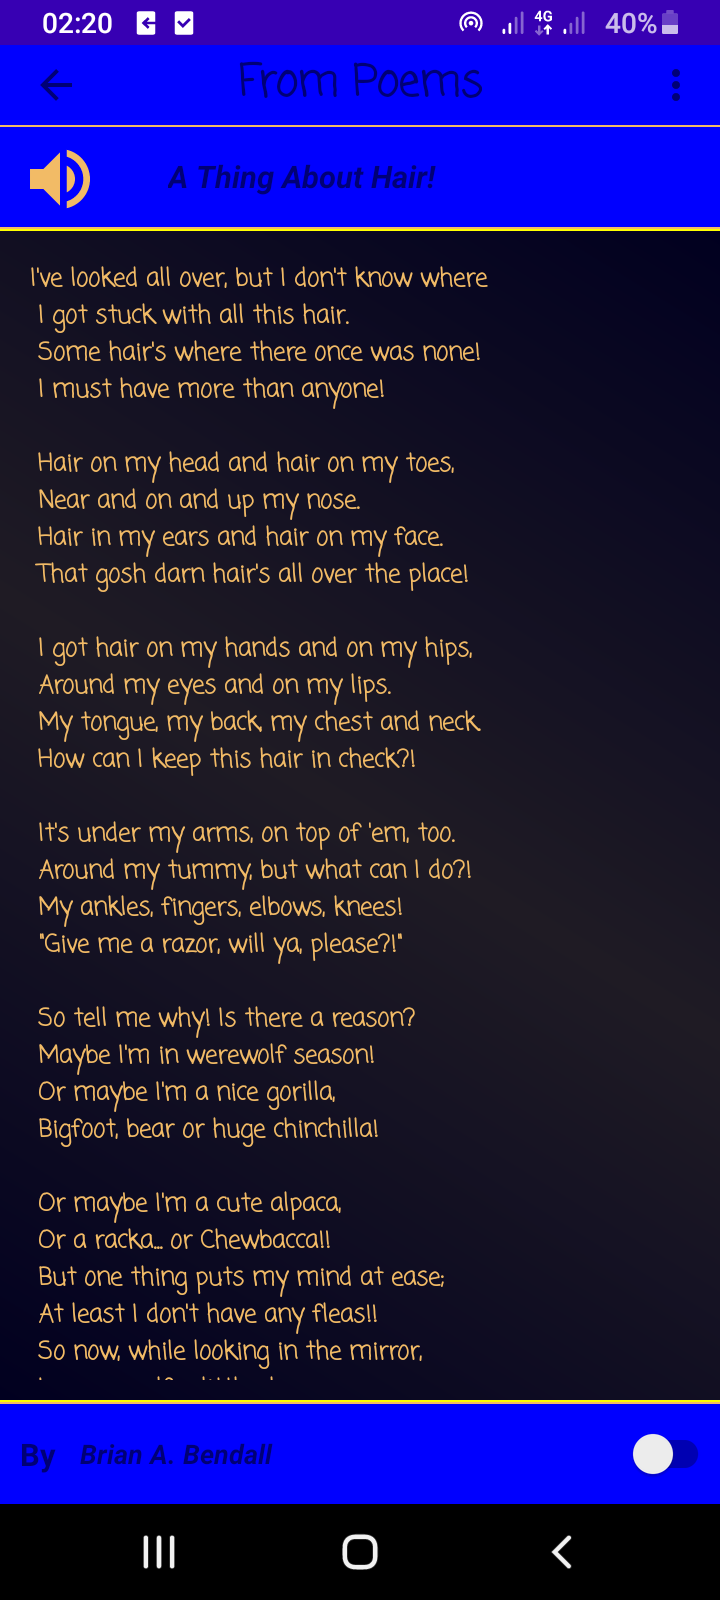 02:20
4G
40%
From Poems
A Thing About Hair!
I've looked all over, but I don't know where
I got stuck with all this hair.
Some hair's where there once was none!
I must have more than anyone!
Hair on my head and hair on my toes,
Near and on and up my nose.
Hair in my ears and hair on my face.
That gosh darn hair's all over the place!
I got hair on my hands and on my hips,
Around my eyes and on my lips.
My tongue, my back, my chest and neck.
How can I keep this hair in check?!
It's under my arms, on top of 'em, too.
Around my tummy, but what can I do?!
My ankles, fingers, elbows, knees!
"Give me a razor, will ya, please?!"
So tell me why! Is there a reason?
Maybe I'm in werewolf season!
Or maybe I'm a nice gorilla,
Bigfoot, bear or huge chinchilla!
Or maybe I'm a cute alpaca,
Or a racka... or Chewbacca!!
But one thing puts my mind at ease;
At least I don't have any fleas!!
So now, while looking in the mirror,
By Brian A. Bendall